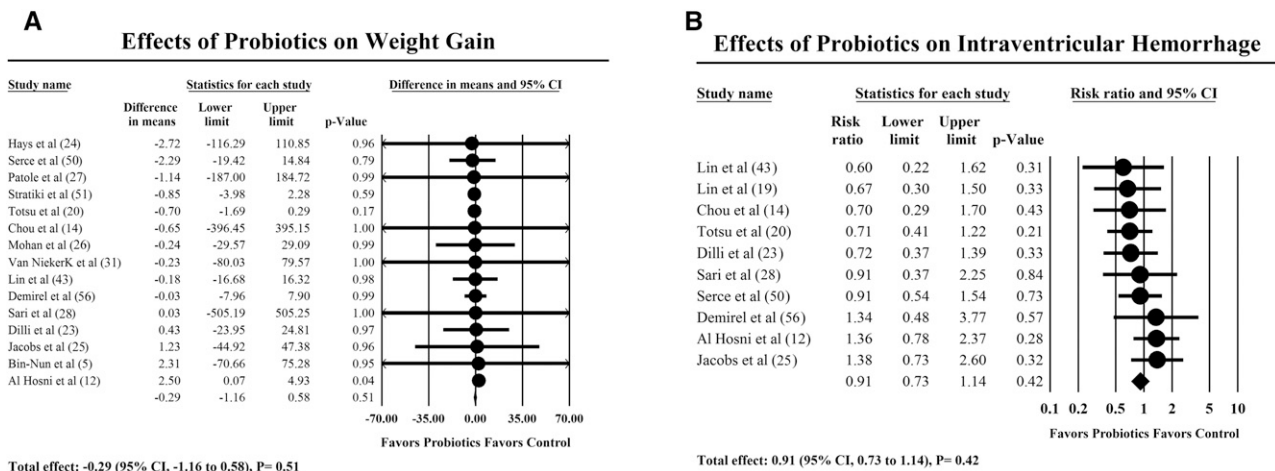 A
Effects of Probiotics on Weight Gain
Study name Statistics for each study Difference in means and 95% CI
Difference in means Lower limit Upper limit p-Value
Hays et al (24) -2.72 -116.29 110.85 0.96
Serce et al (50) -2.29 -19.42 14.84 0.79
Patole et al (27) -1.14 -187.00 184.72 0.99
Stratiki et al (51) -0.85 -3.98 2.28 0.59
Totsu et al (20) -0.70 -1.69 0.29 0.17
Chou et al (14) -0.65 -396.45 395.15 1.00
Mohan et al (26) -0.24 -29.57 29.09 0.99
Van NiekerK et al (31) -0.23 -80.03 79.57 1.00
Lin et al (43) -0.18 -16.68 16.32 0.98
Demirel et al (56) -0.03 -7.96 7.90 0.99
Sari et al (28) 0.03 -505.19 505.25 1.00
Dilli et al (23) 0.43 -23.95 24.81 0.97
Jacobs et al (25) 1.23 -44.92 47.38 0.96
Bin-Nun et al (5) 2.31 -70.66 75.28 0.95
Al Hosni et al (12) 2.50 0.07 4.93 0.04
-0.29 -1.16 0.58 0.51
-70.00 -35.00 0.00 35.00 70.00
Favors Probiotics Favors Control
Total effect: -0.29 (95% CI, -1.16 to 0.58), P= 0.51
B
Effects of Probiotics on Intraventricular Hemorrhage
Study name Statistics for each study Risk ratio and 95% CI
Risk ratio Lower limit Upper limit p-Value
Lin et al (43) 0.60 0.22 1.62 0.31
Lin et al (19) 0.67 0.30 1.50 0.33
Chou et al (14) 0.70 0.29 1.70 0.43
Totsu et al (20) 0.71 0.41 1.22 0.21
Dilli et al (23) 0.72 0.37 1.39 0.33
Sari et al (28) 0.91 0.37 2.25 0.84
Serce et al (50) 0.91 0.54 1.54 0.73
Demirel et al (56) 1.34 0.48 3.77 0.57
Al Hosni et al (12) 1.36 0.78 2.37 0.28
Jacobs et al (25) 1.38 0.73 2.60 0.32
0.91 0.73 1.14 0.42
0.1 0.2 0.5 1 2 5 10
Favors Probiotics Favors Control
Total effect: 0.91 (95% CI, 0.73 to 1.14), P= 0.42